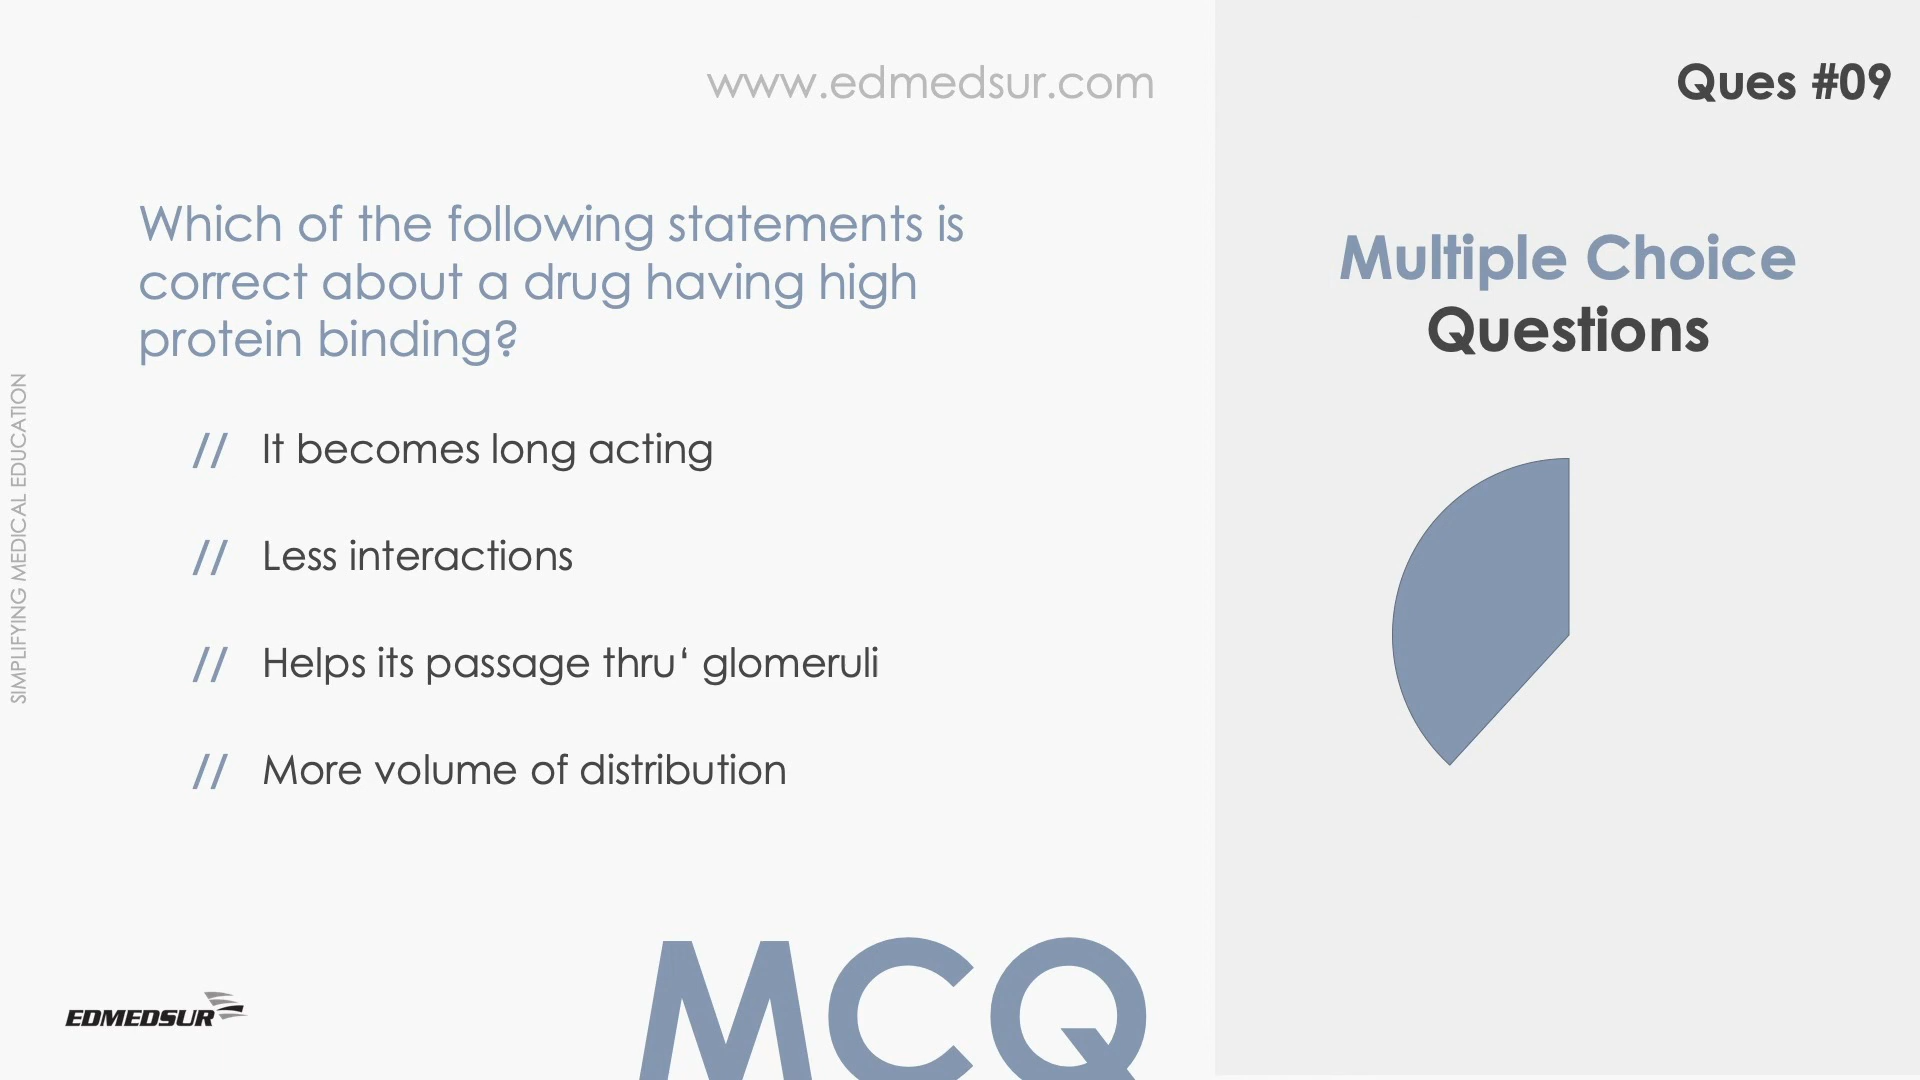 www.edmedsur.com
Ques #09
Which of the following statements is
correct about a drug having high
protein binding?
// It becomes long acting
// Less interactions
// Helps its passage thru‘ glomeruli
// More volume of distribution
Multiple Choice
Questions
SIMPLIFYING MEDICAL EDUCATION
EDMEDSUR
MCQ